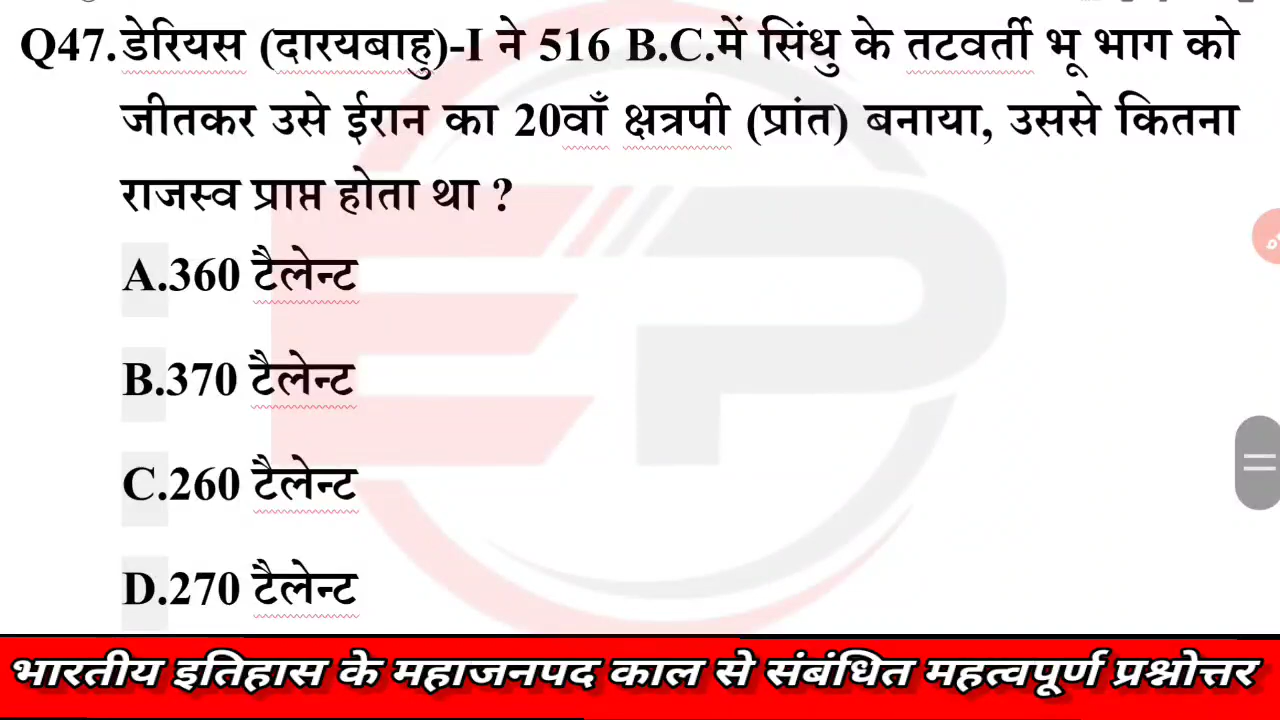 Q47.डेरियस (दारयबाहु)-I ने 516 B.C.में सिंधु के तटवर्ती भू भाग को
जीतकर उसे ईरान का 20वाँ क्षत्रपी (प्रांत) बनाया, उससे कितना
राजस्व प्राप्त होता था ?
A.360 टैलेन्ट
B.370 टैलेन्ट
C.260 टैलेन्ट
D.270 टैलेन्ट
भारतीय इतिहास के महाजनपद काल से संबंधित महत्वपूर्ण प्रश्नोत्तर